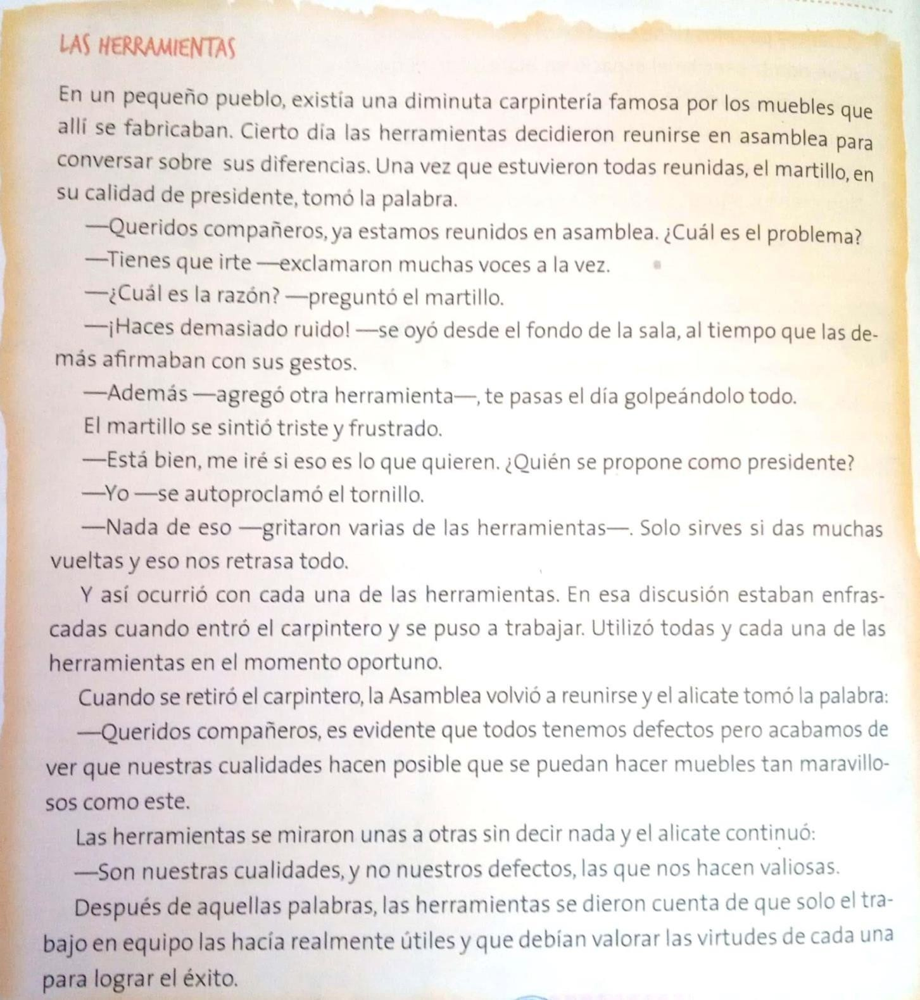 LAS HERRAMIENTAS
En un pequeño pueblo, existía una diminuta carpintería famosa por los muebles que
allí se fabricaban. Cierto día las herramientas decidieron reunirse en asamblea para
conversar sobre sus diferencias. Una vez que estuvieron todas reunidas, el martillo, en
su calidad de presidente, tomó la palabra.
—Queridos compañeros, ya estamos reunidos en asamblea. ¿Cuál es el problema?
—Tienes que irte —exclamaron muchas voces a la vez.
—¿Cuál es la razón? —preguntó el martillo.
—¡Haces demasiado ruido! —se oyó desde el fondo de la sala, al tiempo que las de-
más afirmaban con sus gestos.
—Además —agregó otra herramienta—, te pasas el día golpeándolo todo.
El martillo se sintió triste y frustrado.
—Está bien, me iré si eso es lo que quieren. ¿Quién se propone como presidente?
—Yo —se autoproclamó el tornillo.
—Nada de eso —gritaron varias de las herramientas—. Solo sirves si das muchas
vueltas y eso nos retrasa todo.
Y así ocurrió con cada una de las herramientas. En esa discusión estaban enfras-
cadas cuando entró el carpintero y se puso a trabajar. Utilizó todas y cada una de las
herramientas en el momento oportuno.
Cuando se retiró el carpintero, la Asamblea volvió a reunirse y el alicate tomó la palabra:
—Queridos compañeros, es evidente que todos tenemos defectos pero acabamos de
ver que nuestras cualidades hacen posible que se puedan hacer muebles tan maravillo-
sos como este.
Las herramientas se miraron unas a otras sin decir nada y el alicate continuó:
—Son nuestras cualidades, y no nuestros defectos, las que nos hacen valiosas.
Después de aquellas palabras, las herramientas se dieron cuenta de que solo el tra-
bajo en equipo las hacía realmente útiles y que debían valorar las virtudes de cada una
para lograr el éxito.